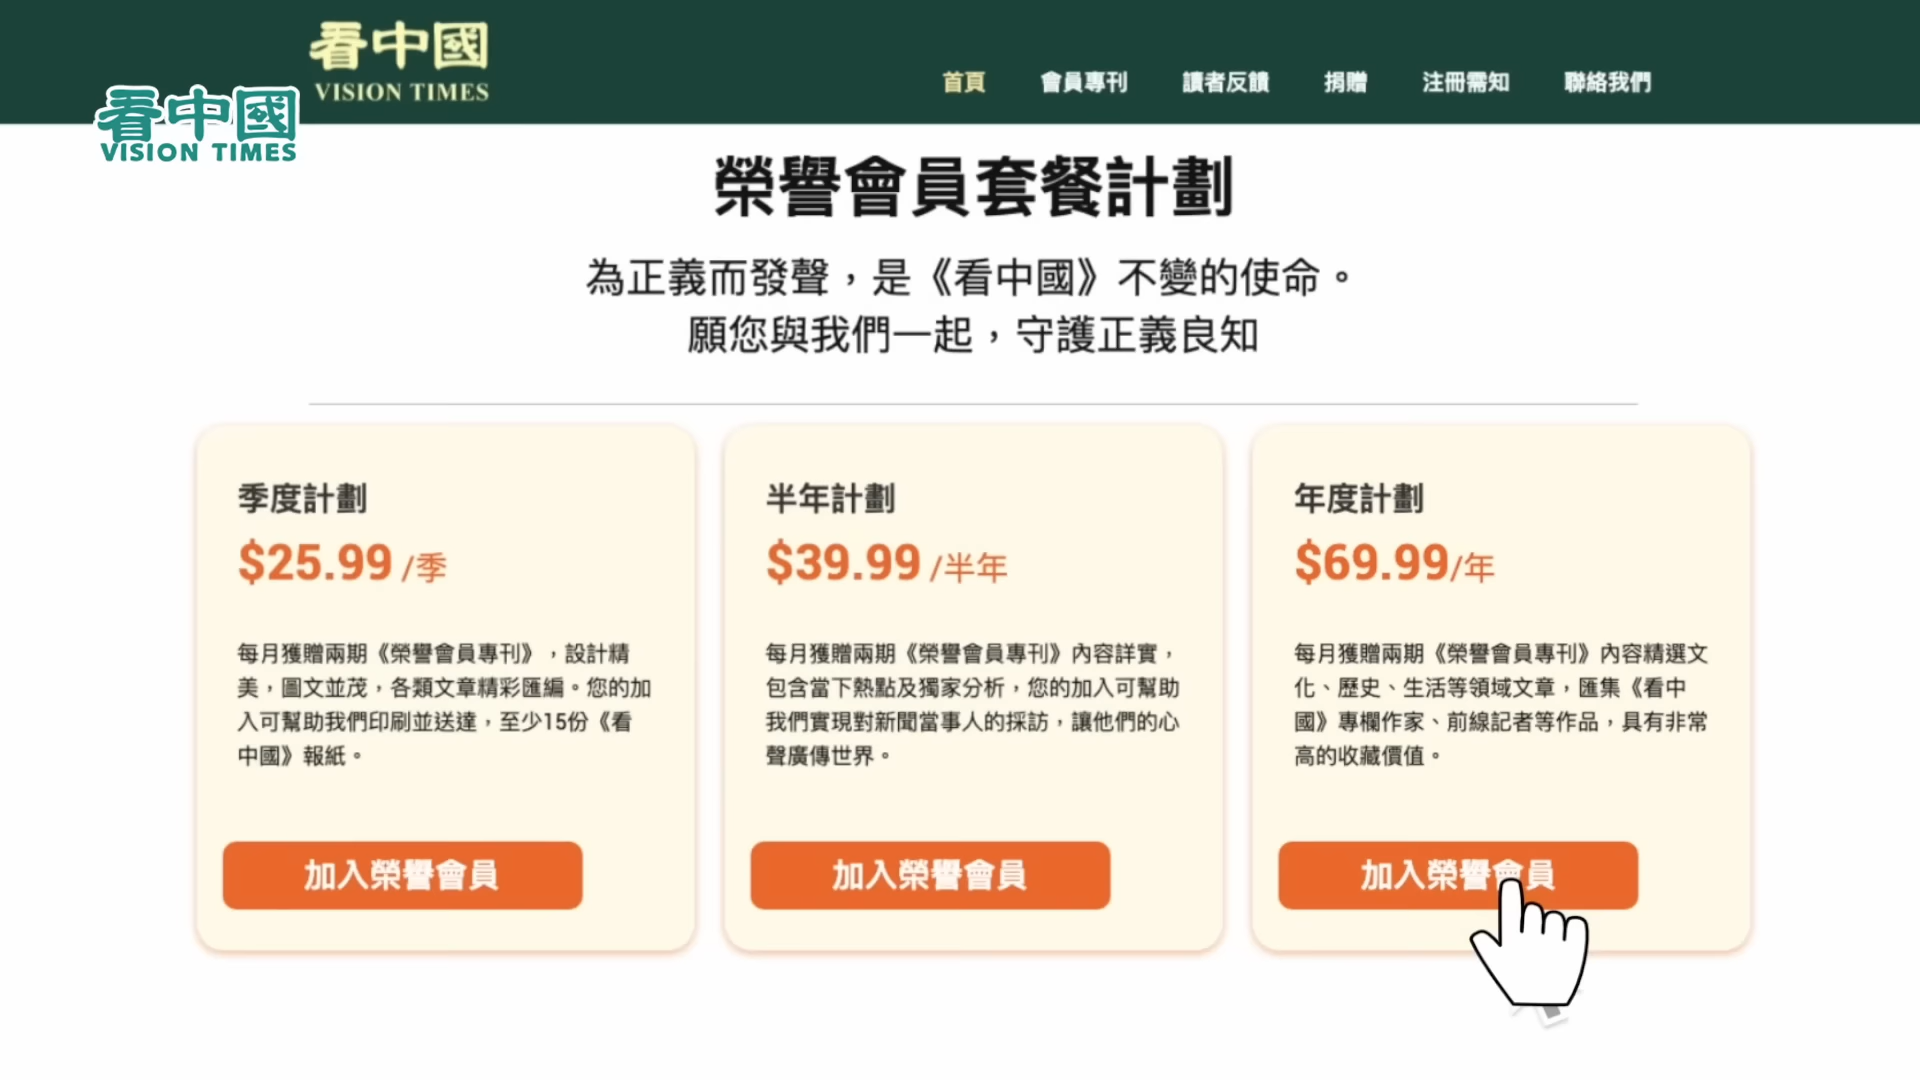 看中國
VISION TIMES
首頁 會員專刊 讀者反饋 捐贈 注冊需知 聯絡我們
看中國
VISION TIMES
榮譽會員套餐計劃
為正義而發聲，是《看中國》不變的使命。
願您與我們一起，守護正義良知
季度計劃
$25.99 /季
每月獲贈兩期《榮譽會員專刊》，設計精
美，圖文並茂，各類文章精彩匯編。您的加
入可幫助我們印刷並送達，至少15份《看
中國》報紙。
加入榮譽會員
半年計劃
$39.99 /半年
每月獲贈兩期《榮譽會員專刊》內容詳實，
包含當下熱點及獨家分析，您的加入可幫助
我們實現對新聞當事人的採訪，讓他們的心
聲廣傳世界。
加入榮譽會員
年度計劃
$69.99/年
每月獲贈兩期《榮譽會員專刊》內容精選文
化、歷史、生活等領域文章，匯集《看中
國》專欄作家、前線記者等作品，具有非常
高的收藏價值。
加入榮譽會員